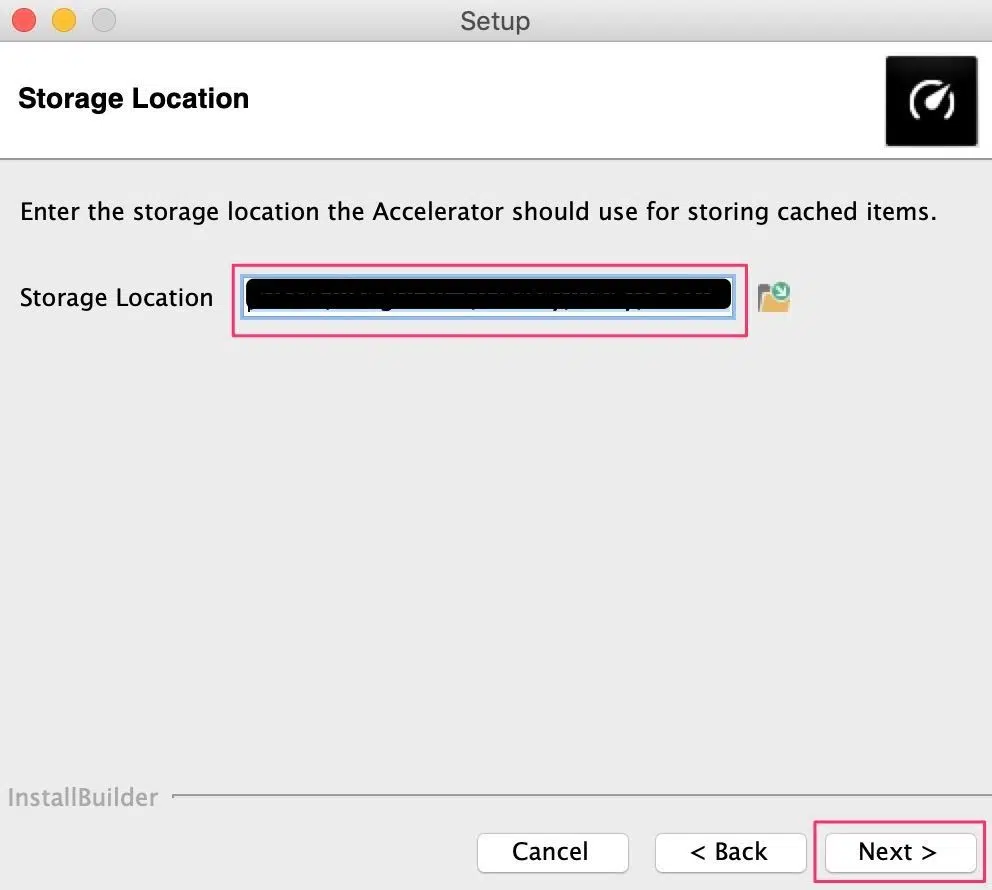 Setup
Storage Location
Enter the storage location the Accelerator should use for storing cached items.
Storage Location
InstallBuilder
Cancel
< Back
Next >